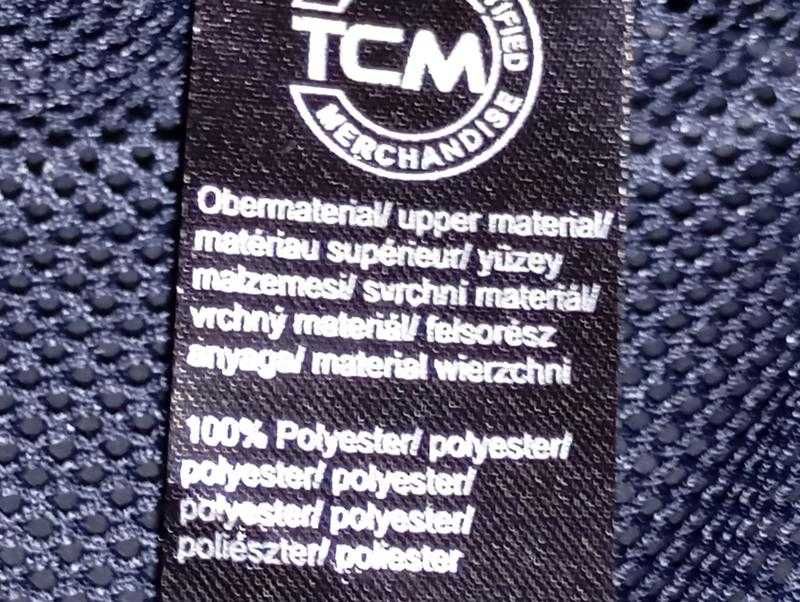 TCM
MERCHANDISE
Obermaterial/ upper material/
matériau supérieur/ yüzey
malzemesi/ svrchní materiál/
vrchný materiál/ felsorész
anyaga/ materiał wierzchni
100% Polyester/ polyester/
polyester/ polyester/
polyester/ polyester/
poliészter/ poliester